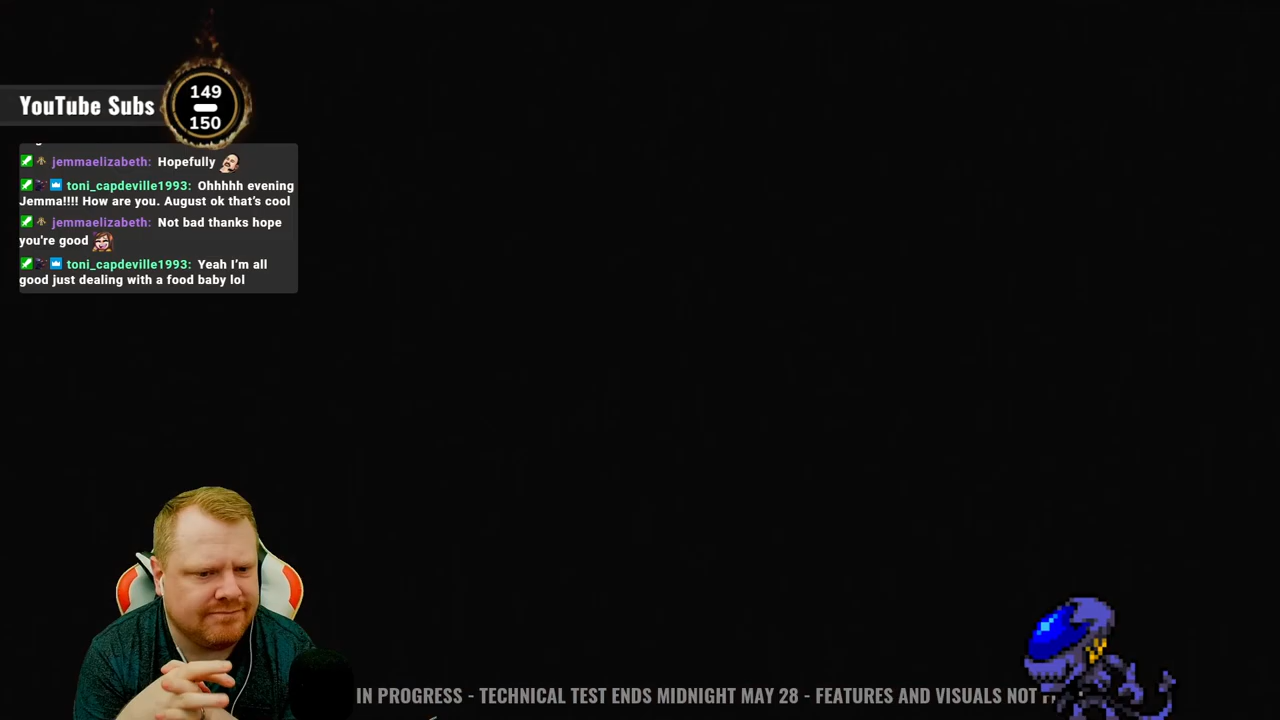 149
YouTube Subs
150
jemmaelizabeth: Hopefully
toni_capdeville1993: Ohhhhh evening
Jemma!!!! How are you. August ok that's cool
jemmaelizabeth: Not bad thanks hope
you're good
toni_capdeville1993: Yeah I'm all
good just dealing with a food baby lol
IN PROGRESS - TECHNICAL TEST ENDS MIDNIGHT MAY 28 - FEATURES AND VISUALS NOT